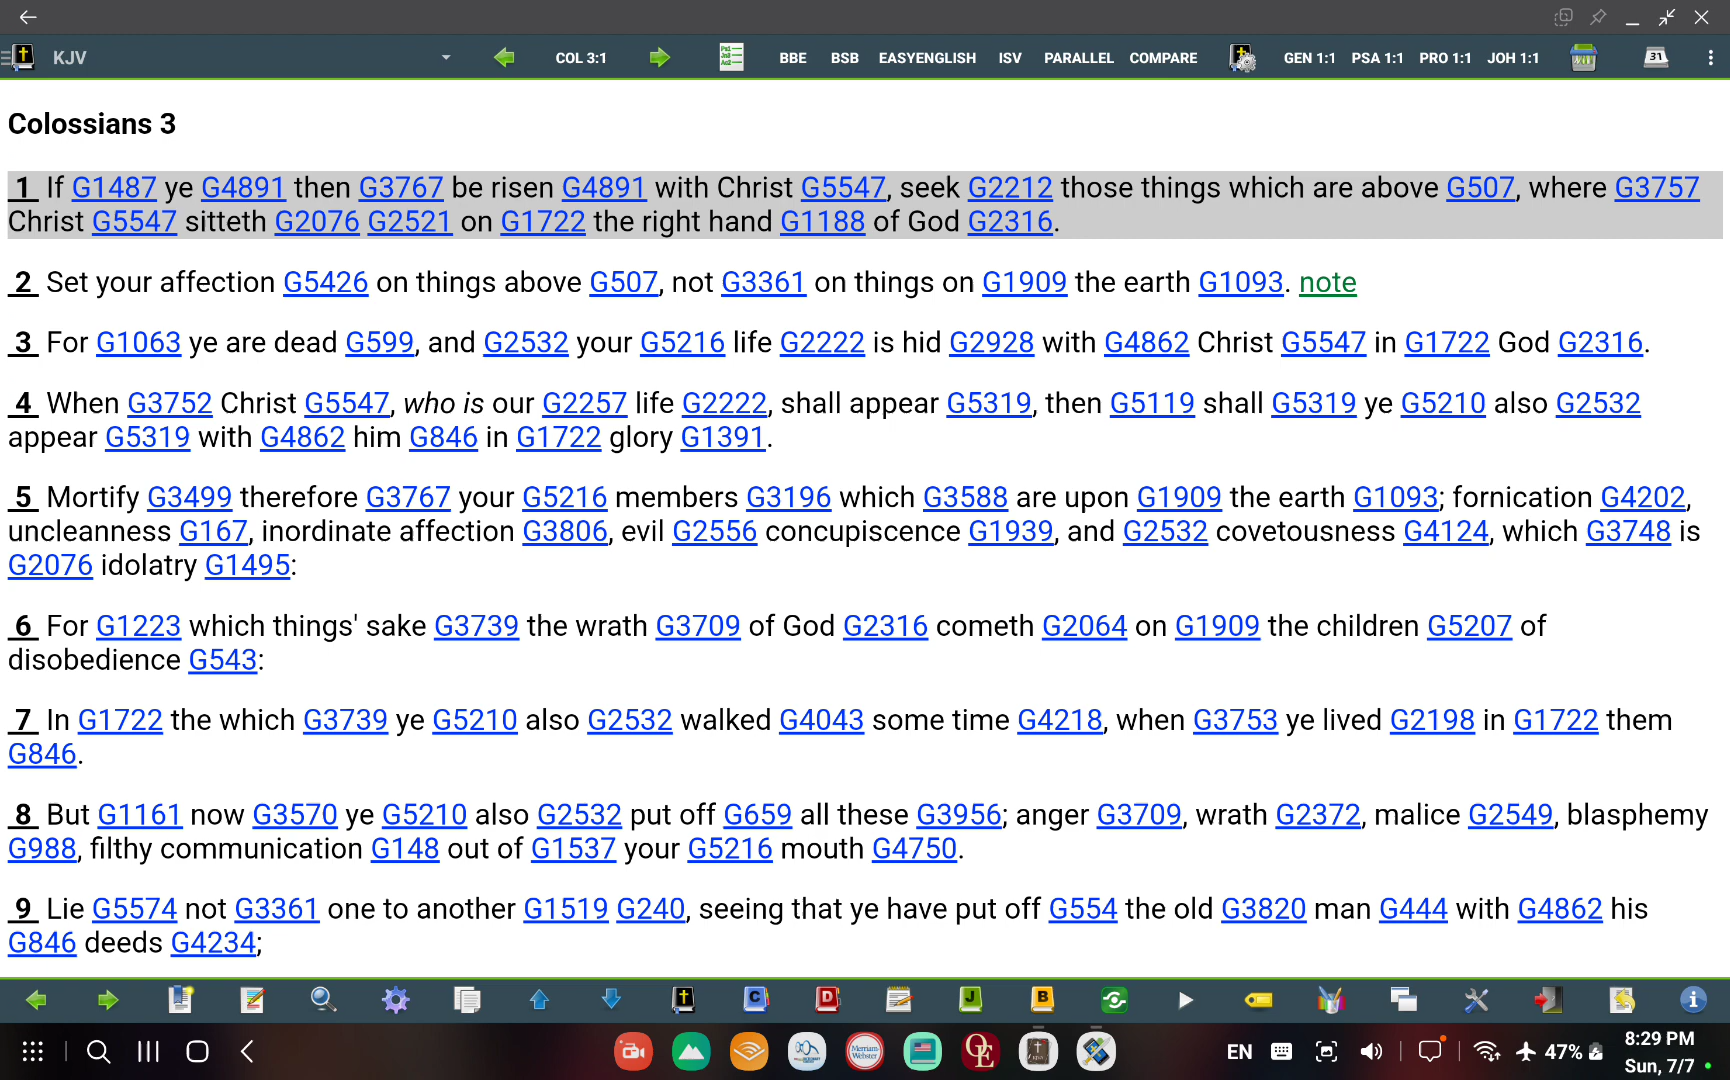 KJV COL 3:1 BBE BSB EASYENGLISH ISV PARALLEL COMPARE GEN 1:1 PSA 1:1 PRO 1:1 JOH 1:1 31
Colossians 3
1 If G1487 ye G4891 then G3767 be risen G4891 with Christ G5547, seek G2212 those things which are above G507, where G3757
Christ G5547 sitteth G2076 G2521 on G1722 the right hand G1188 of God G2316.
2 Set your affection G5426 on things above G507, not G3361 on things on G1909 the earth G1093. note
3 For G1063 ye are dead G599, and G2532 your G5216 life G2222 is hid G2928 with G4862 Christ G5547 in G1722 God G2316.
4 When G3752 Christ G5547, who is our G2257 life G2222, shall appear G5319, then G5119 shall G5319 ye G5210 also G2532
appear G5319 with G4862 him G846 in G1722 glory G1391.
5 Mortify G3499 therefore G3767 your G5216 members G3196 which G3588 are upon G1909 the earth G1093; fornication G4202,
uncleanness G167, inordinate affection G3806, evil G2556 concupiscence G1939, and G2532 covetousness G4124, which G3748 is
G2076 idolatry G1495:
6 For G1223 which things' sake G3739 the wrath G3709 of God G2316 cometh G2064 on G1909 the children G5207 of
disobedience G543:
7 In G1722 the which G3739 ye G5210 also G2532 walked G4043 some time G4218, when G3753 ye lived G2198 in G1722 them
G846.
8 But G1161 now G3570 ye G5210 also G2532 put off G659 all these G3956; anger G3709, wrath G2372, malice G2549, blasphemy
G988, filthy communication G148 out of G1537 your G5216 mouth G4750.
9 Lie G5574 not G3361 one to another G1519 G240, seeing that ye have put off G554 the old G3820 man G444 with G4862 his
G846 deeds G4234;
C D J B
Merriam-Webster OE EN 47% 8:29 PM
Sun, 7/7